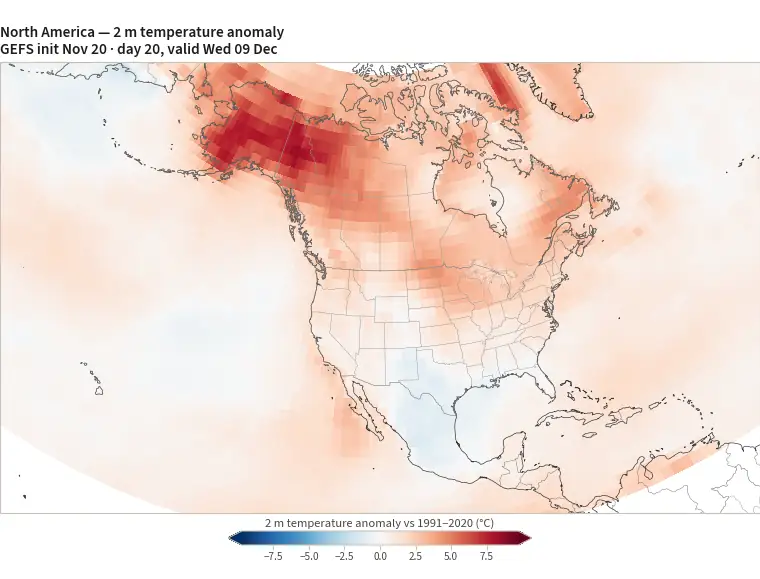 North America — 2 m temperature anomaly
GEFS init Nov 20 · day 20, valid Wed 09 Dec
2 m temperature anomaly vs 1991–2020 (°C)
−7.5 −5.0 −2.5 0.0 2.5 5.0 7.5